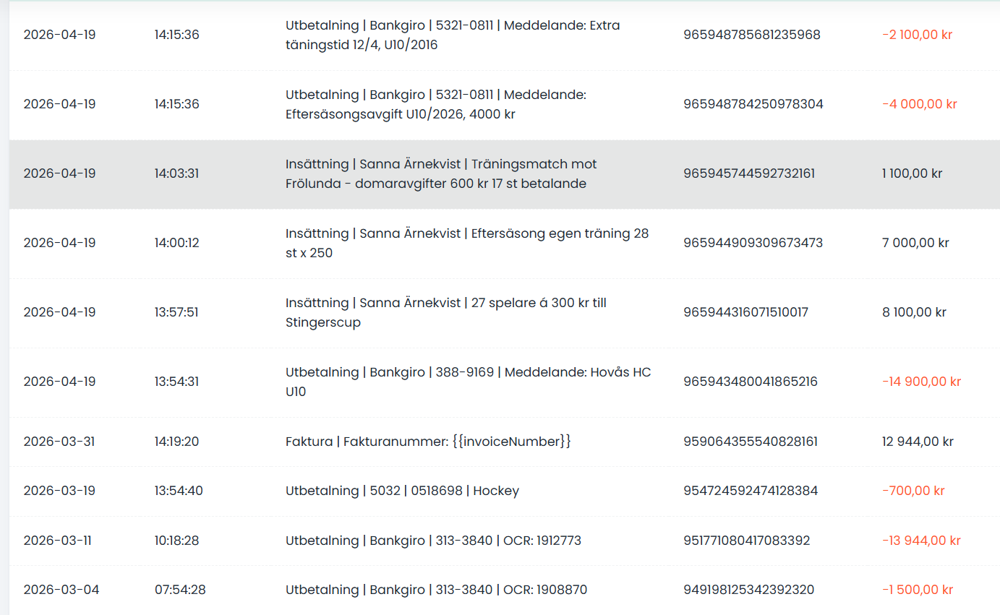 2026-04-19 14:15:36 Utbetalning | Bankgiro | 5321-0811 | Meddelande: Extra 965948785681235968 -2 100,00 kr
täningstid 12/4, U10/2016
2026-04-19 14:15:36 Utbetalning | Bankgiro | 5321-0811 | Meddelande: 965948784250978304 -4 000,00 kr
Eftersäsongsavgift U10/2026, 4000 kr
2026-04-19 14:03:31 Insättning | Sanna Ärnekvist | Träningsmatch mot 965945744592732161 1 100,00 kr
Frölunda - domaravgifter 600 kr 17 st betalande
2026-04-19 14:00:12 Insättning | Sanna Ärnekvist | Eftersäsong egen träning 28 965944909309673473 7 000,00 kr
st x 250
2026-04-19 13:57:51 Insättning | Sanna Ärnekvist | 27 spelare á 300 kr till 965944316071510017 8 100,00 kr
Stingerscup
2026-04-19 13:54:31 Utbetalning | Bankgiro | 388-9169 | Meddelande: Hovås HC 965943480041865216 -14 900,00 kr
U10
2026-03-31 14:19:20 Faktura | Fakturanummer: {{invoiceNumber}} 959064355540828161 12 944,00 kr
2026-03-19 13:54:40 Utbetalning | 5032 | 0518698 | Hockey 954724592474128384 -700,00 kr
2026-03-11 10:18:28 Utbetalning | Bankgiro | 313-3840 | OCR: 1912773 951771080417083392 -13 944,00 kr
2026-03-04 07:54:28 Utbetalning | Bankgiro | 313-3840 | OCR: 1908870 949198125342392320 -1 500,00 kr